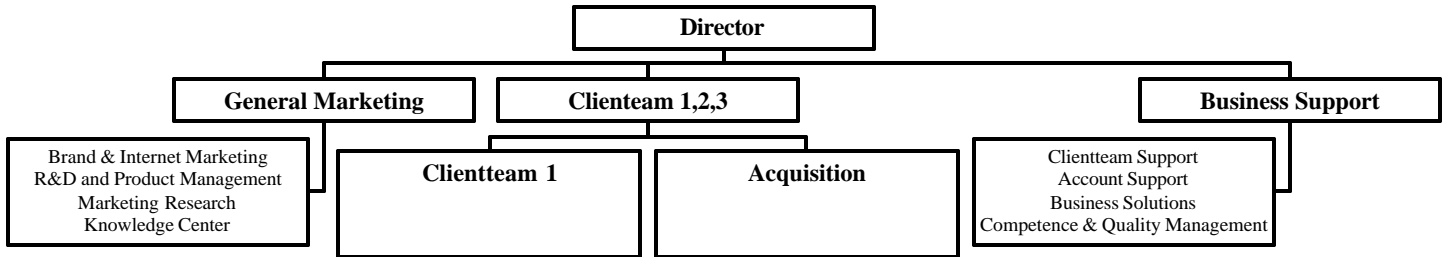 Director
General Marketing
Clienteam 1,2,3
Business Support
Brand & Internet Marketing
R&D and Product Management
Marketing Research
Knowledge Center
Clientteam 1
Acquisition
Clientteam Support
Account Support
Business Solutions
Competence & Quality Management